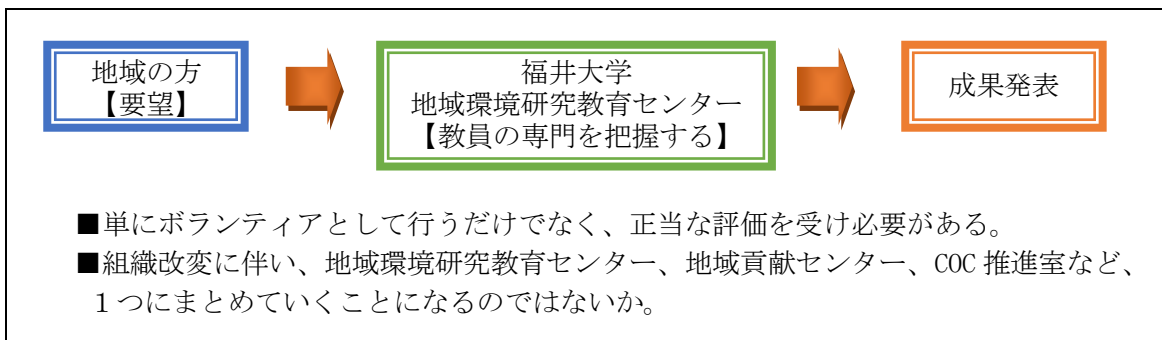 地域の方
【要望】
福井大学
地域環境研究教育センター
【教員の専門を把握する】
成果発表
■単にボランティアとして行うだけでなく、正当な評価を受け必要がある。
■組織改変に伴い、地域環境研究教育センター、地域貢献センター、COC 推進室など、
１つにまとめていくことになるのではないか。